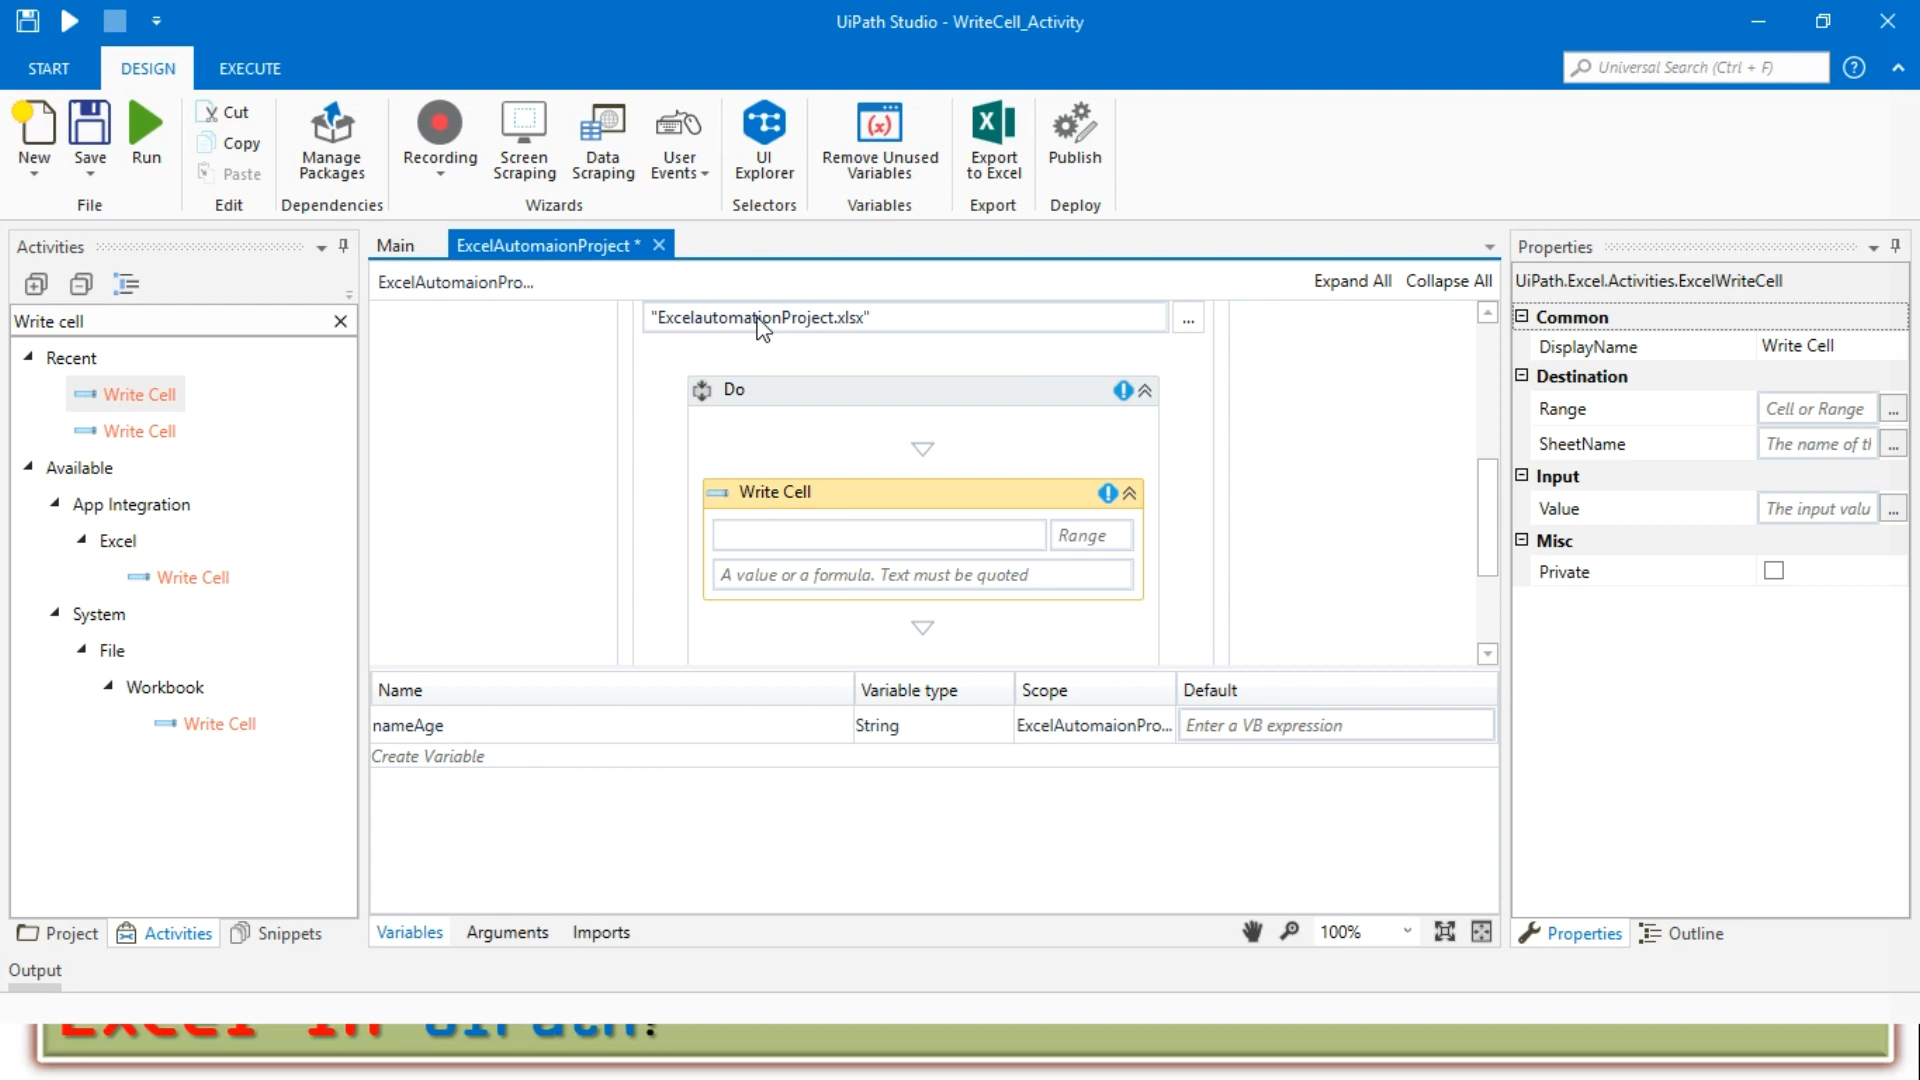 UiPath Studio - WriteCell_Activity
START
DESIGN
EXECUTE
Universal Search (Ctrl + F)
New
Save
Run
Cut
Copy
Paste
Manage Packages
Recording
Screen Scraping
Data Scraping
User Events
UI Explorer
Remove Unused Variables
Export to Excel
Publish
File
Edit
Dependencies
Wizards
Selectors
Variables
Export
Deploy
Activities
Write cell
Recent
Write Cell
Write Cell
Available
App Integration
Excel
Write Cell
System
File
Workbook
Write Cell
Project
Activities
Snippets
Output
Main
ExcelAutomaionProject *
ExcelAutomaionPro...
Expand All
Collapse All
"ExcelautomationProject.xlsx"
...
Do
Write Cell
Range
A value or a formula. Text must be quoted
Name
Variable type
Scope
Default
nameAge
String
ExcelAutomaionPro...
Enter a VB expression
Create Variable
Variables
Arguments
Imports
100%
Properties
UiPath.Excel.Activities.ExcelWriteCell
Common
DisplayName
Write Cell
Destination
Range
Cell or Range
...
SheetName
The name of tl
...
Input
Value
The input valu
...
Misc
Private
Properties
Outline
Excel in UiPath?